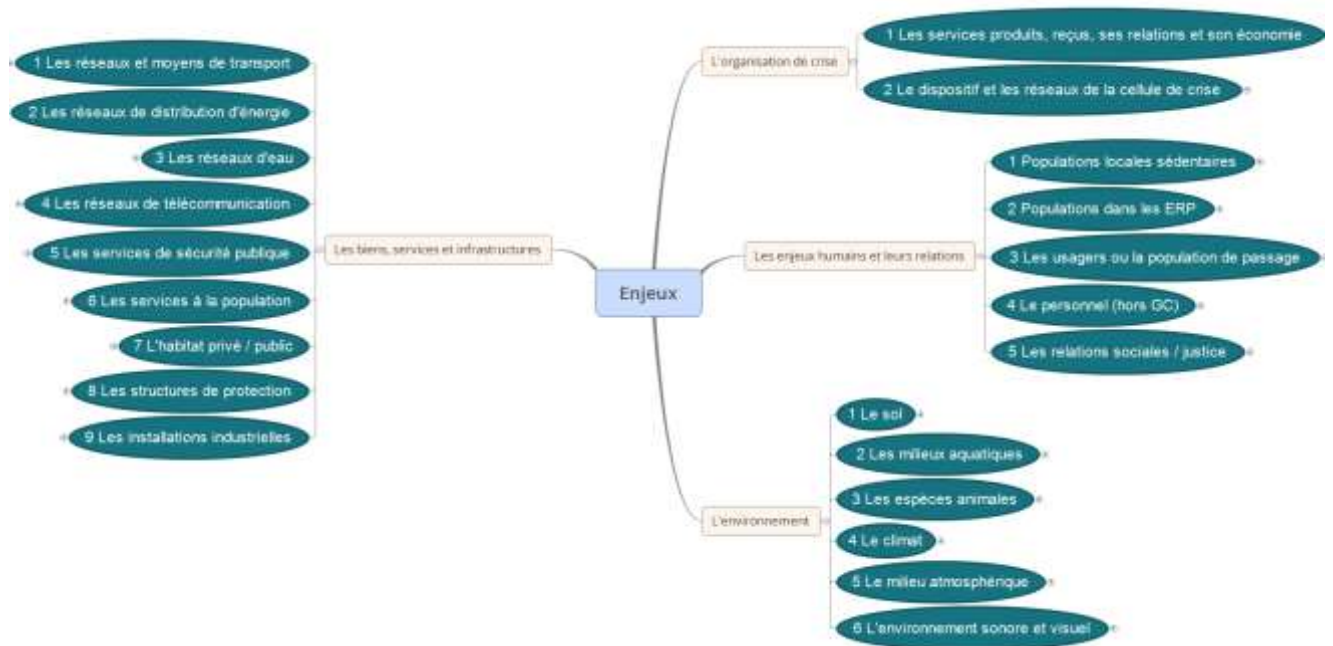 Enjeux
L'organisation de crise
1 Les services produits, reçus, ses relations et son économie
2 Le dispositif et les réseaux de la cellule de crise
Les enjeux humains et leurs relations
1 Populations locales sédentaires
2 Populations dans les ERP
3 Les usagers ou la population de passage
4 Le personnel (hors GC)
5 Les relations sociales / justice
L'environnement
1 Le sol
2 Les milieux aquatiques
3 Les espèces animales
4 Le climat
5 Le milieu atmosphérique
6 L'environnement sonore et visuel
Les biens, services et infrastructures
1 Les réseaux et moyens de transport
2 Les réseaux de distribution d'énergie
3 Les réseaux d'eau
4 Les réseaux de télécommunication
5 Les services de sécurité publique
6 Les services à la population
7 L'habitat privé / public
8 Les structures de protection
9 Les installations industrielles